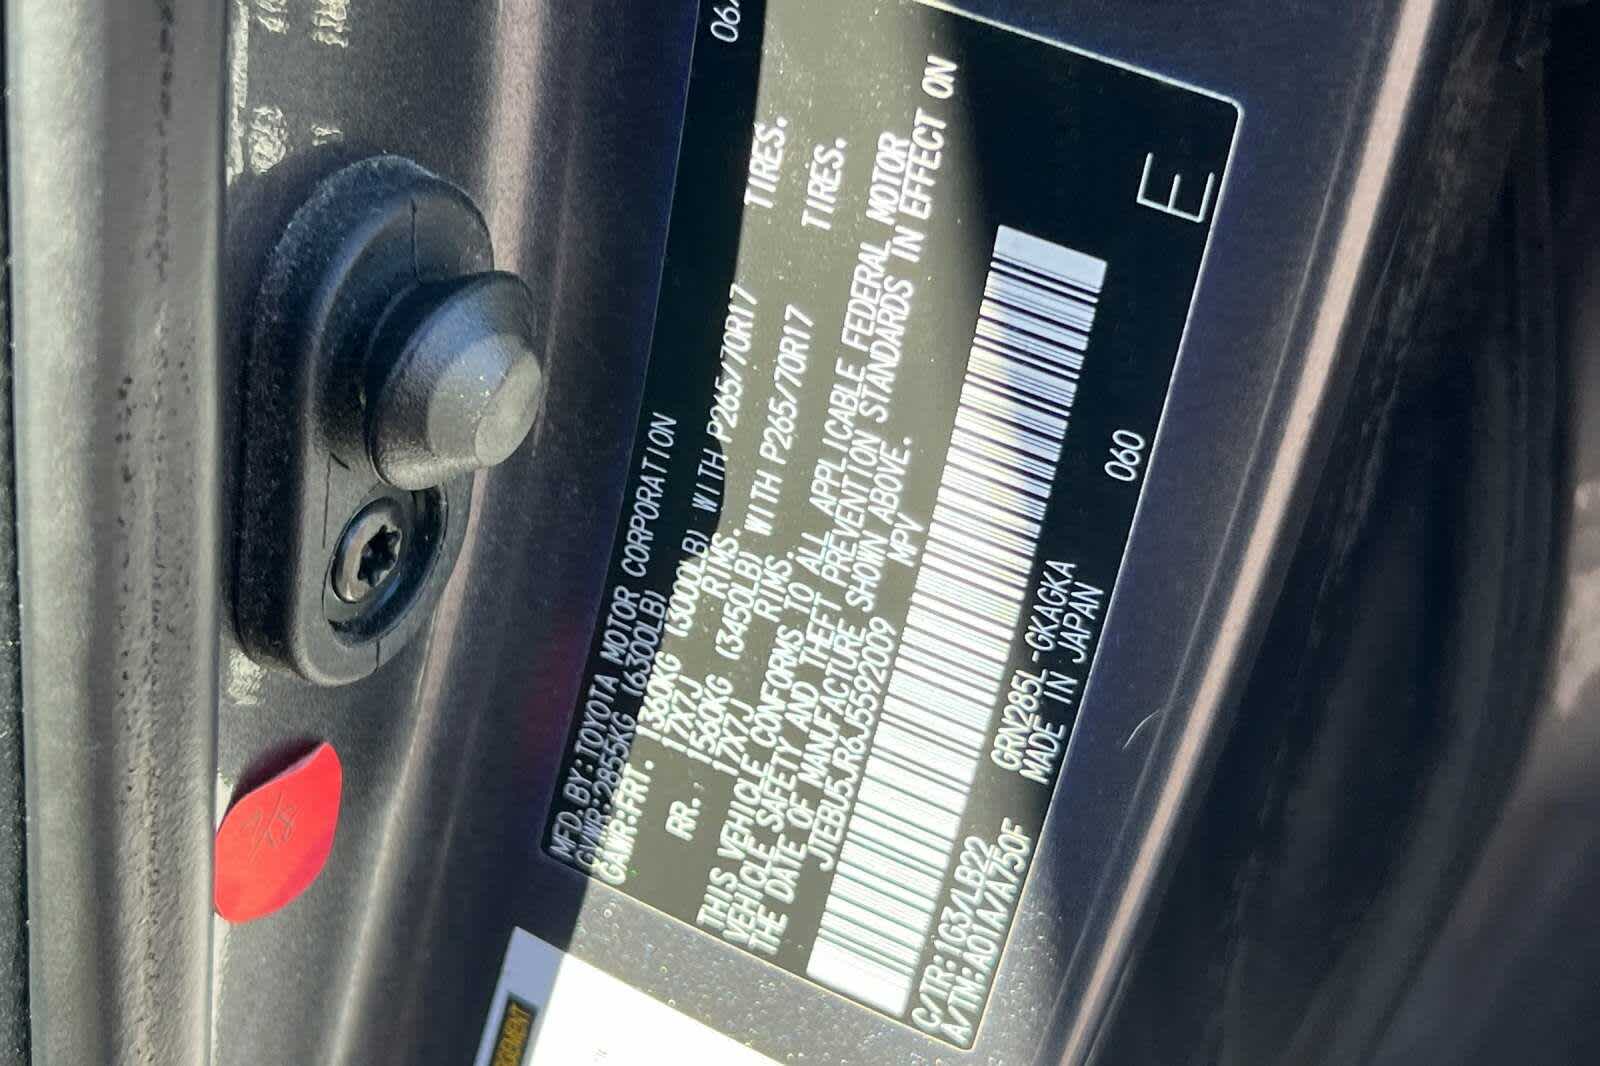 MFD.BY:TOYOTA MOTOR CORPORATION 06/
GVWR:2855KG (6300LB)
GAWR:FRT. 1360KG (3000LB) WITH P265/70R17 TIRES.
17X7.J RIMS.
RR. 1560KG (3450LB) WITH P265/70R17 TIRES.
17X7J RIMS.
THIS VEHICLE CONFORMS TO ALL APPLICABLE FEDERAL MOTOR
VEHICLE SAFETY AND THEFT PREVENTION STANDARDS IN EFFECT ON
THE DATE OF MANUFACTURE SHOWN ABOVE.
JTEBU5JR6J5592009 MPV
060
C/TR:1G3/LB22 GRN285L-GKAGKA
A/TM:A01A/A750F MADE IN JAPAN
E